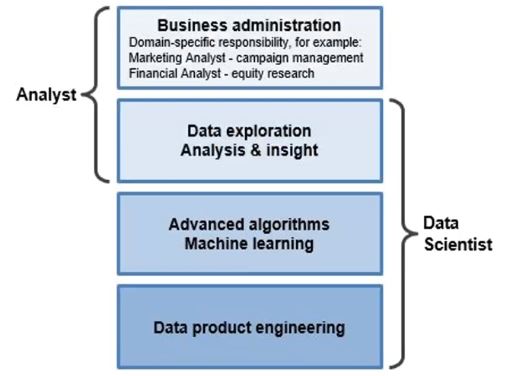 Business administration
Domain-specific responsibility, for example:
Marketing Analyst - campaign management
Financial Analyst - equity research
Analyst
Data exploration
Analysis & insight
Advanced algorithms
Machine learning
Data
Scientist
Data product engineering